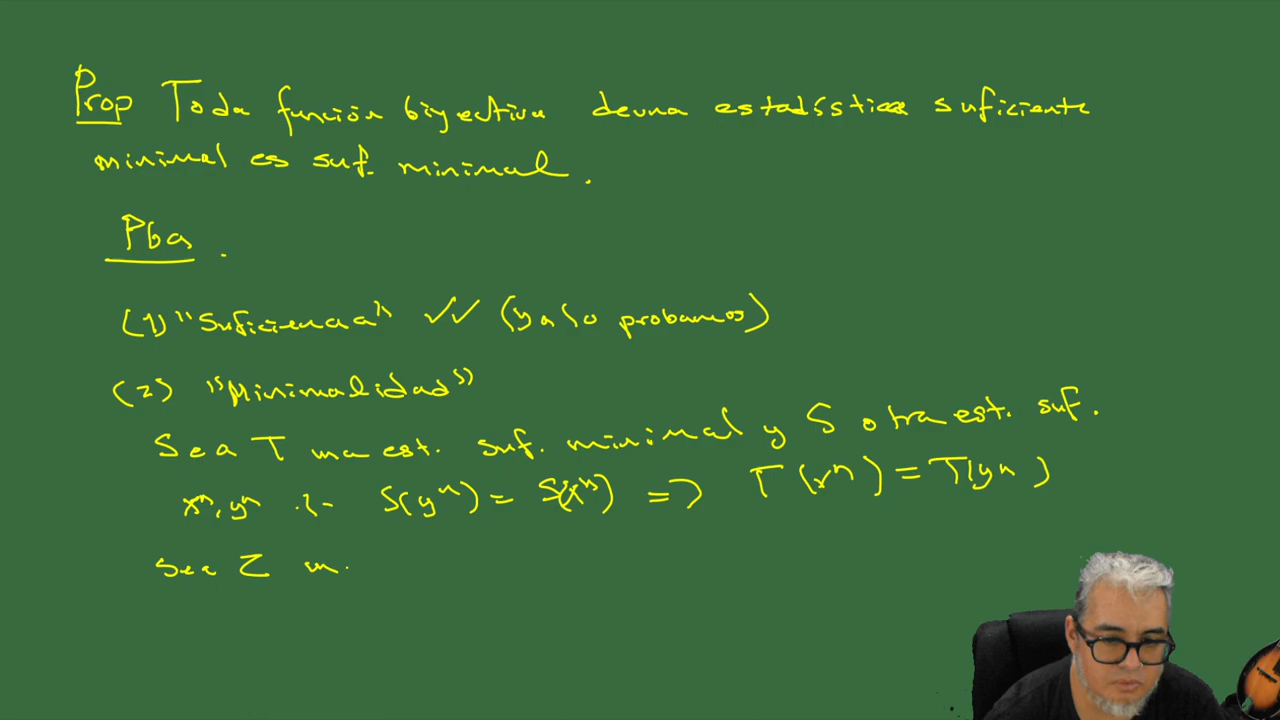 Prop Toda función biyectiva de una estadística suficiente
minimal es suf. minimal.
Pba.
(1) "Suficiencia" ✓✓ (ya lo probamos)
(2) "Minimalidad"
Sea T una est. suf. minimal y S otra est. suf.
xⁿ, yⁿ .|- S(yⁿ) = S(xⁿ) => T(xⁿ) = T(yⁿ)
sea Z